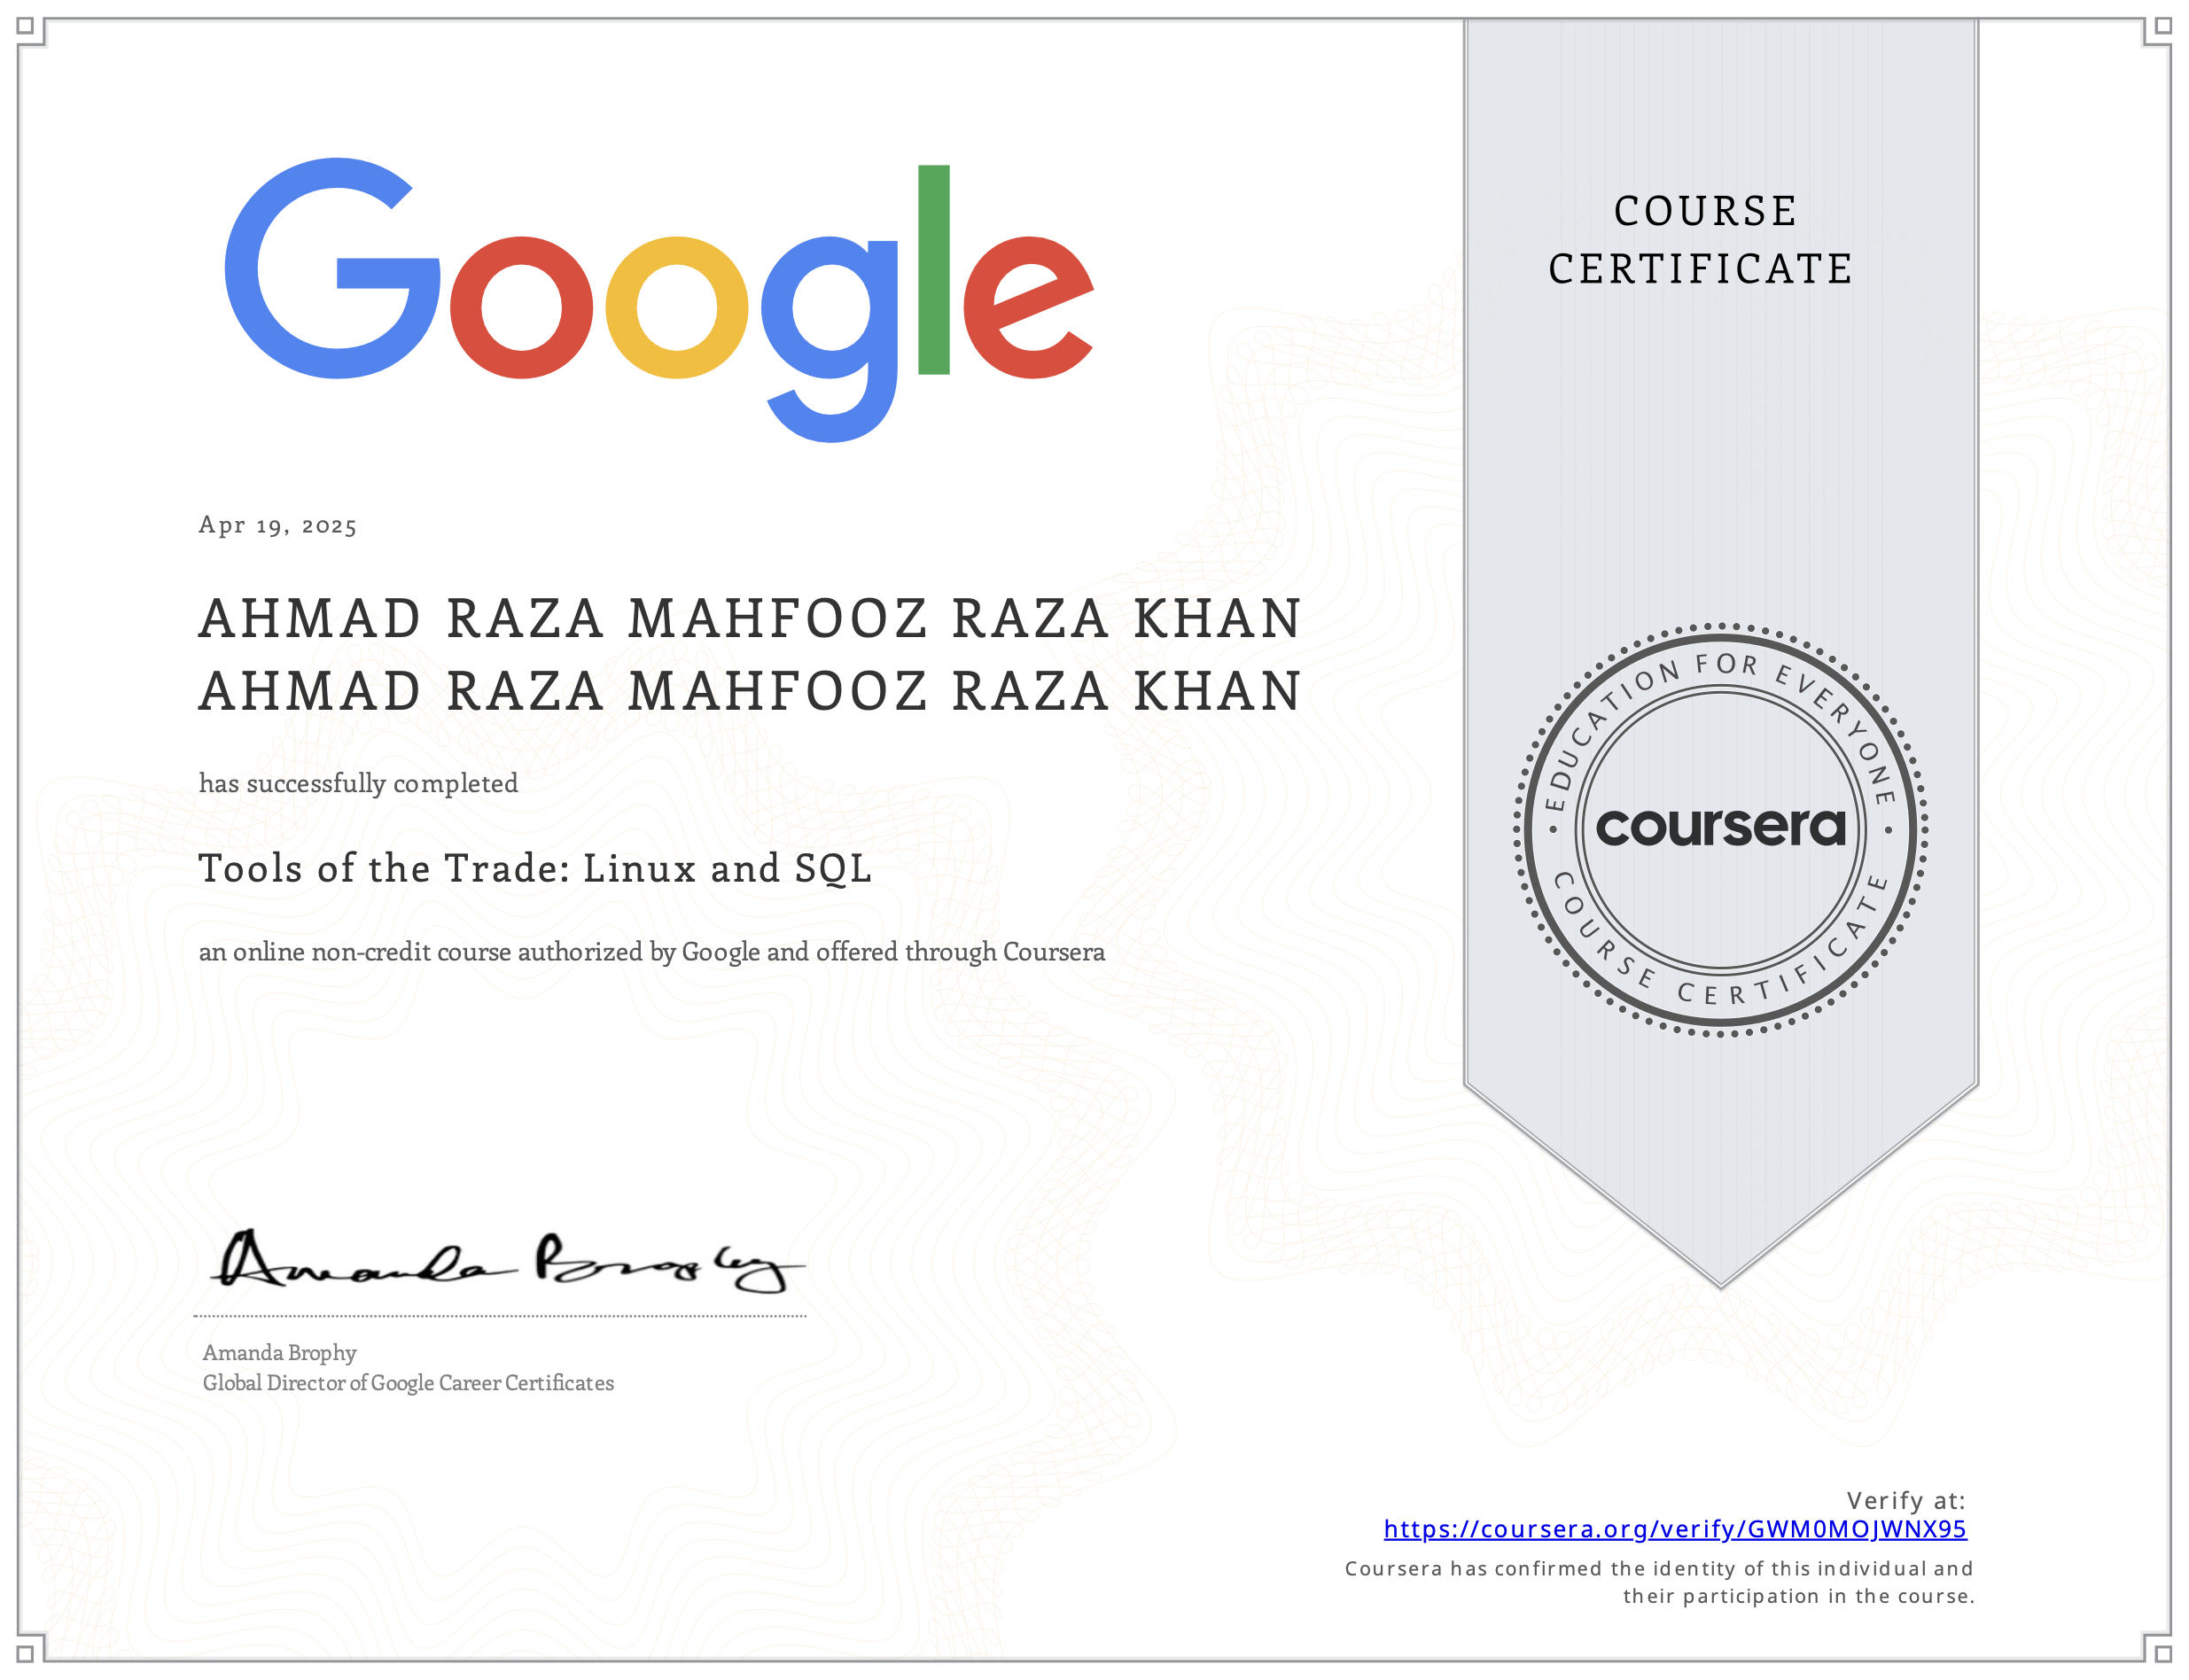 Google
COURSE
CERTIFICATE
Apr 19, 2025
AHMAD RAZA MAHFOOZ RAZA KHAN
AHMAD RAZA MAHFOOZ RAZA KHAN
has successfully completed
Tools of the Trade: Linux and SQL
an online non-credit course authorized by Google and offered through Coursera
EDUCATION FOR EVERYONE
coursera
COURSE CERTIFICATE
Amanda Brophy
Amanda Brophy
Global Director of Google Career Certificates
Verify at:
https://coursera.org/verify/GWM0MOJWNX95
Coursera has confirmed the identity of this individual and
their participation in the course.